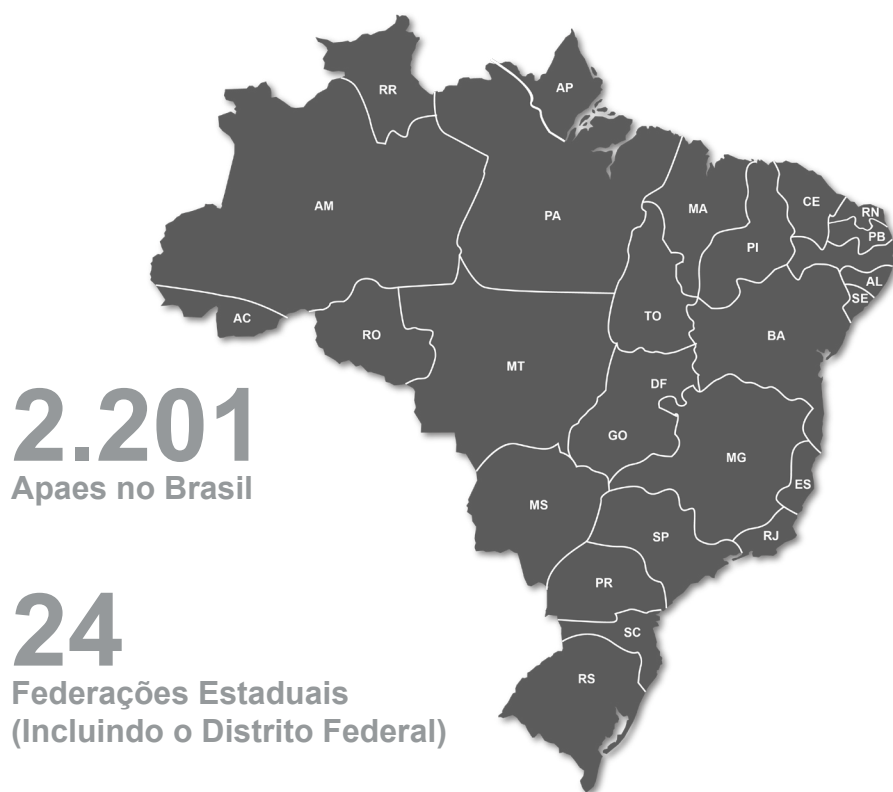 RR
AP
AM
PA
MA
CE
RN
PB
PI
AL
SE
AC
RO
TO
BA
MT
DF
GO
MG
ES
MS
SP
RJ
PR
SC
RS
2.201
Apaes no Brasil
24
Federações Estaduais
(Incluindo o Distrito Federal)